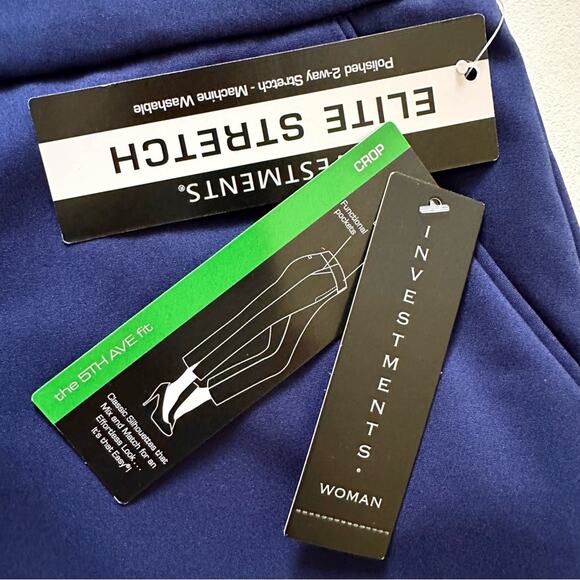 INVESTMENTS®
ELITE STRETCH
Polished 2-way Stretch - Machine Washable
the 5TH AVE fit
CROP
Functional
pockets
Classic Silhouettes that
Mix and Match for an
Effortless Look...
It's that Easy!
INVESTMENTS®
WOMAN